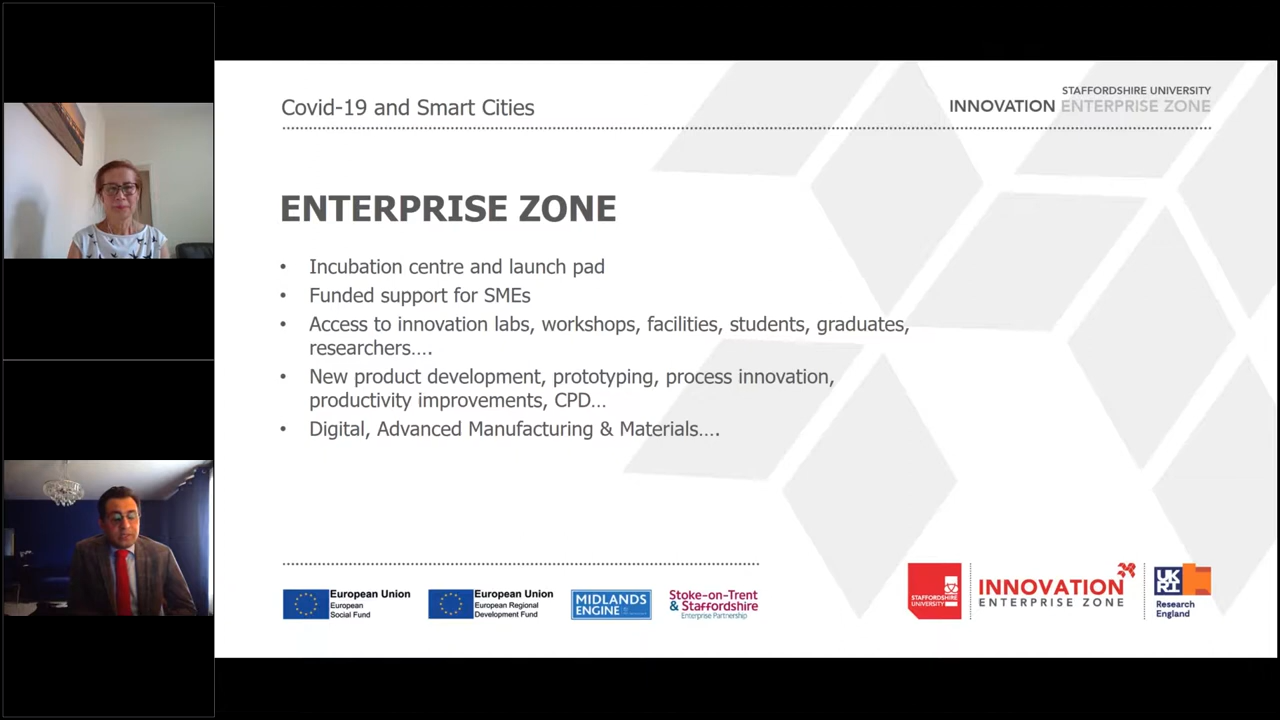 Covid-19 and Smart Cities
STAFFORDSHIRE UNIVERSITY
INNOVATION ENTERPRISE ZONE
ENTERPRISE ZONE
• Incubation centre and launch pad
• Funded support for SMEs
• Access to innovation labs, workshops, facilities, students, graduates,
researchers….
• New product development, prototyping, process innovation,
productivity improvements, CPD…
• Digital, Advanced Manufacturing & Materials….
European Union
European
Social Fund
European Union
European Regional
Development Fund
MIDLANDS
ENGINE
Stoke-on-Trent
& Staffordshire
Enterprise Partnership
STAFFORDSHIRE
UNIVERSITY
INNOVATION
ENTERPRISE ZONE
UK
RI
Research
England